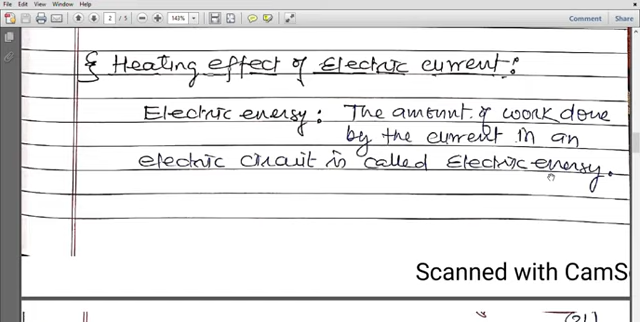 File Edit View Window Help
2 / 5
143%
Comment Share
{ Heating effect of Electric current:
Electric energy: The amount of work done
by the current in an
electric circuit is called Electric energy.
Scanned with CamS
(21)